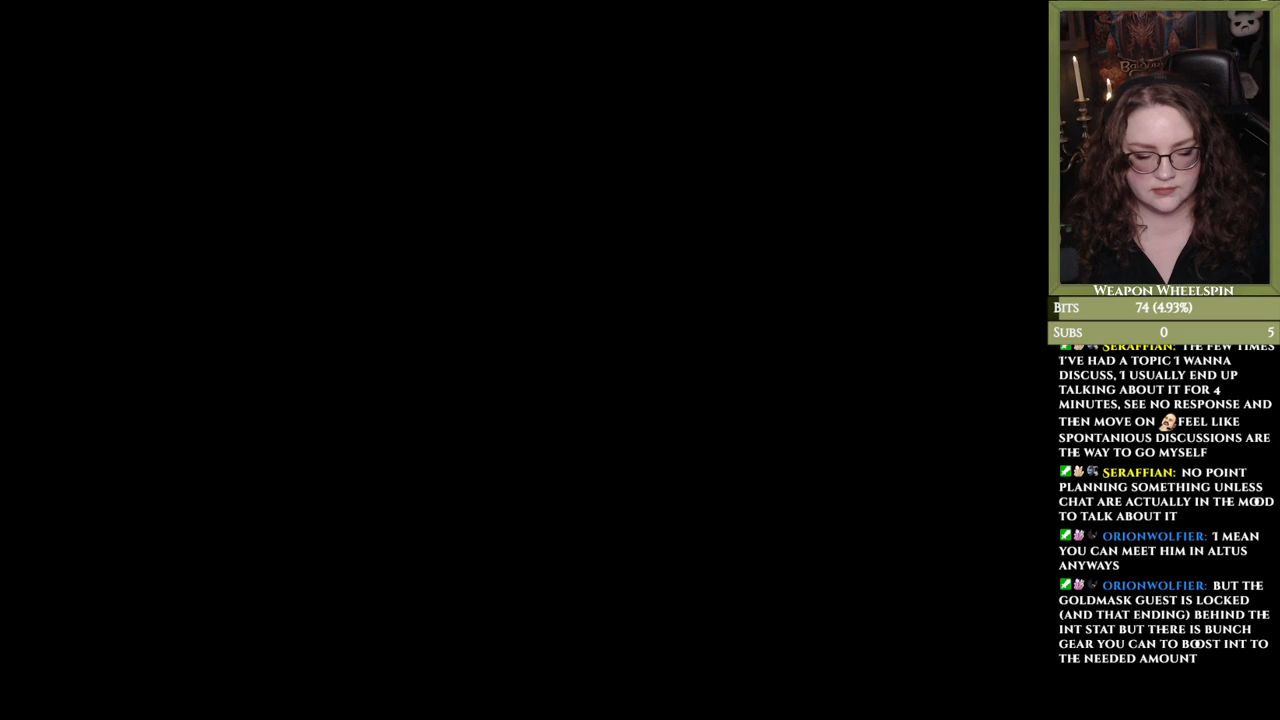 Baldur's
Weapon Wheelspin
Bits 74 (4.93%)
Subs 0 5
Seraffian: The few times
I've had a topic I wanna
discuss, I usually end up
talking about it for 4
minutes, see no response and
then move on feel like
spontanious discussions are
the way to go myself
Seraffian: No point
planning something unless
chat are actually in the mood
to talk about it
orionwolfier: I mean
you can meet him in Altus
anyways
orionwolfier: but the
goldmask guest is locked
(and that ending) behind the
int stat but there is bunch
gear you can to boost int to
the needed amount